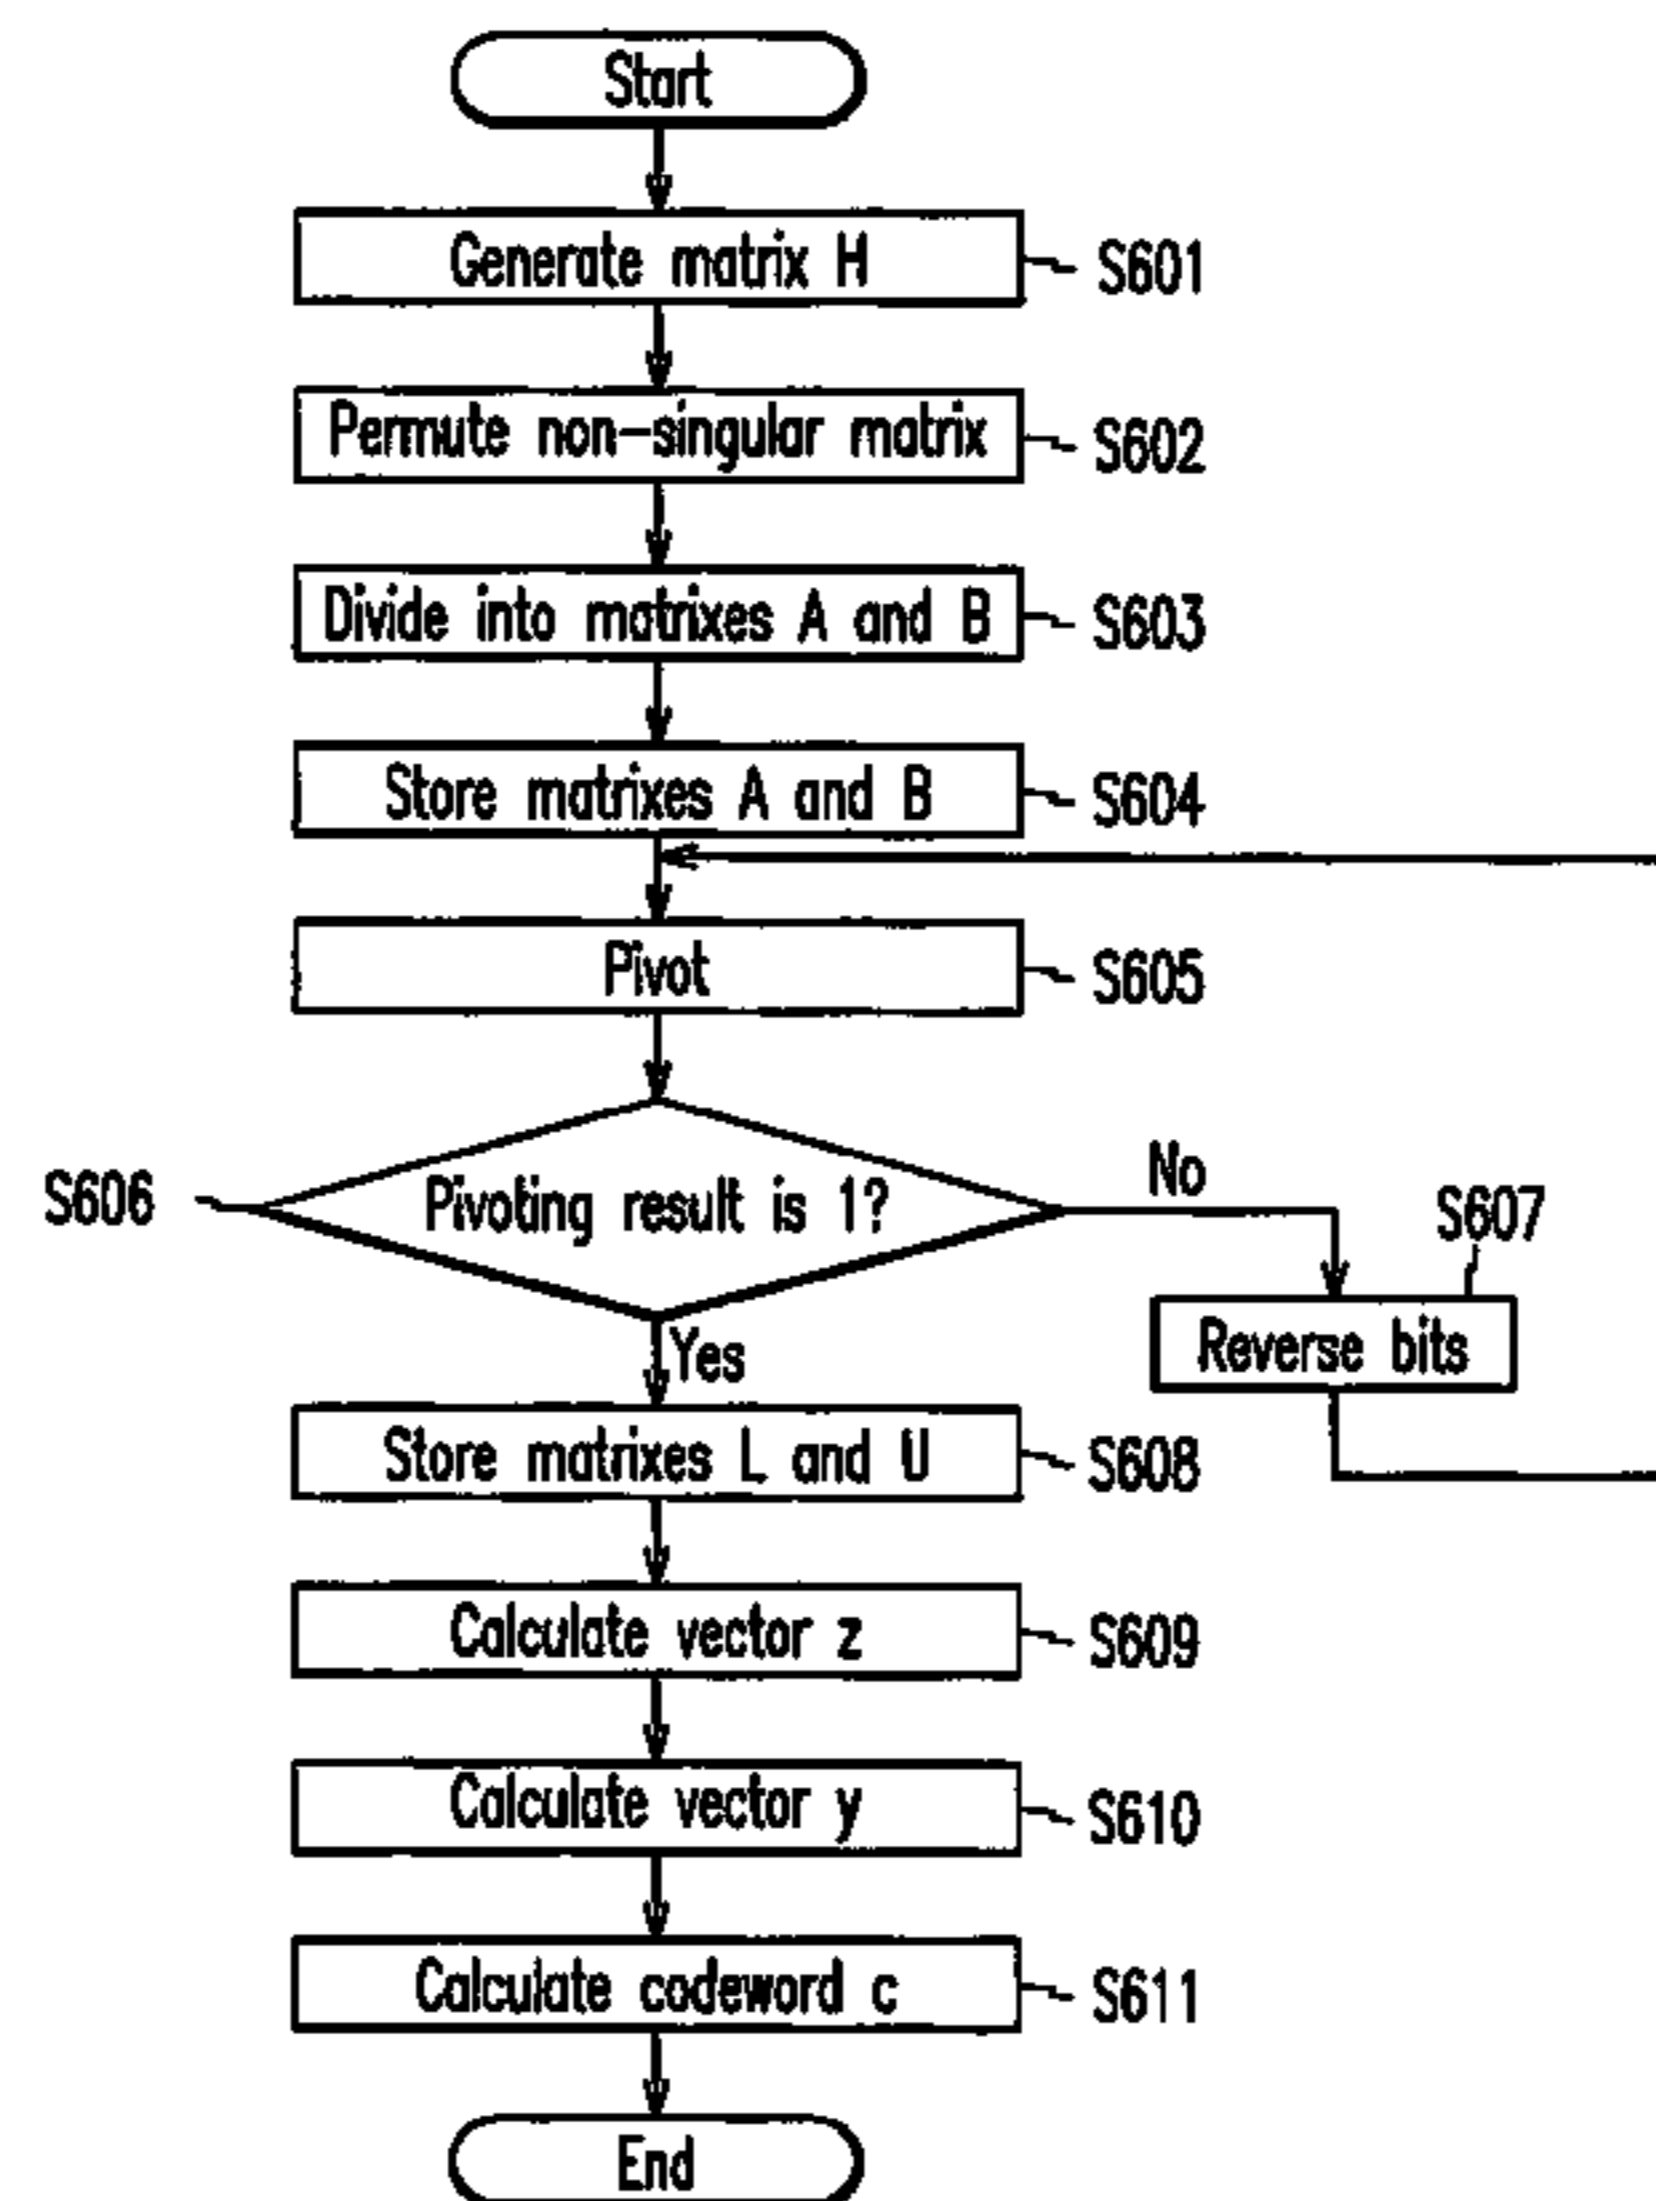 Start
Generate matrix H
S601
Permute non-singular matrix
S602
Divide into matrixes A and B
S603
Store matrixes A and B
S604
Pivot
S605
S606
Pivoting result is 1?
No
S607
Reverse bits
Yes
Store matrixes L and U
S608
Calculate vector z
S609
Calculate vector y
S610
Calculate codeword c
S611
End